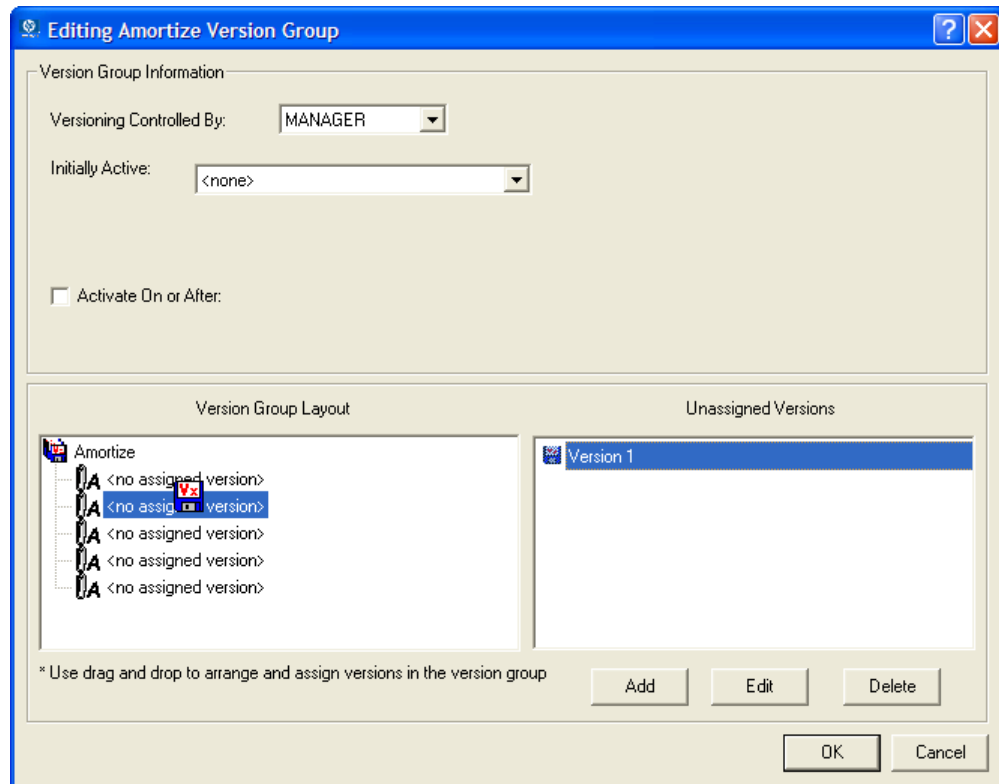 Editing Amortize Version Group
Version Group Information
Versioning Controlled By: MANAGER
Initially Active: <none>
Activate On or After:
Version Group Layout
Unassigned Versions
Amortize
A <no assigned version>
A <no assigned version>
A <no assigned version>
A <no assigned version>
A <no assigned version>
Vx
Version 1
* Use drag and drop to arrange and assign versions in the version group
Add Edit Delete
OK Cancel